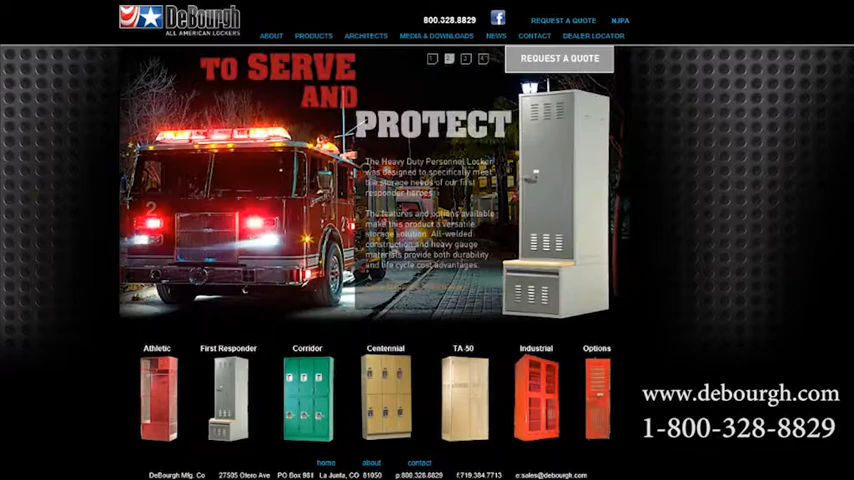 DeBourgh
ALL AMERICAN LOCKERS
800.328.8829
REQUEST A QUOTE
NJPA
ABOUT
PRODUCTS
ARCHITECTS
MEDIA & DOWNLOADS
NEWS
CONTACT
DEALER LOCATOR
1
2
3
4
REQUEST A QUOTE
TO SERVE
AND
PROTECT
The Heavy Duty Personnel Locker
was designed to specifically meet
the storage needs of our first
responder heroes.
The features and options available
make this product a versatile
storage solution. All-welded
construction and heavy gauge
materials provide both durability
and life cycle cost advantages.
Athletic
First Responder
Corridor
Centennial
TA-50
Industrial
Options
www.debourgh.com
1-800-328-8829
home
about
contact
DeBourgh Mfg. Co 27505 Otero Ave PO Box 981 La Junta, CO 81050 p:800.328.8829 f:719.384.7713 e:sales@debourgh.com